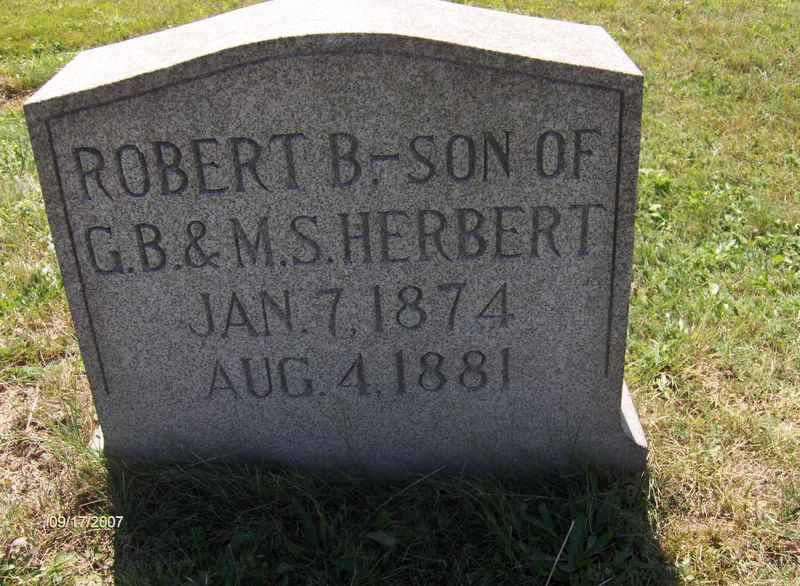 ROBERT B.-SON OF
G.B.& M.S.HERBERT
JAN.7,1874
AUG.4,1881
09/17/2007